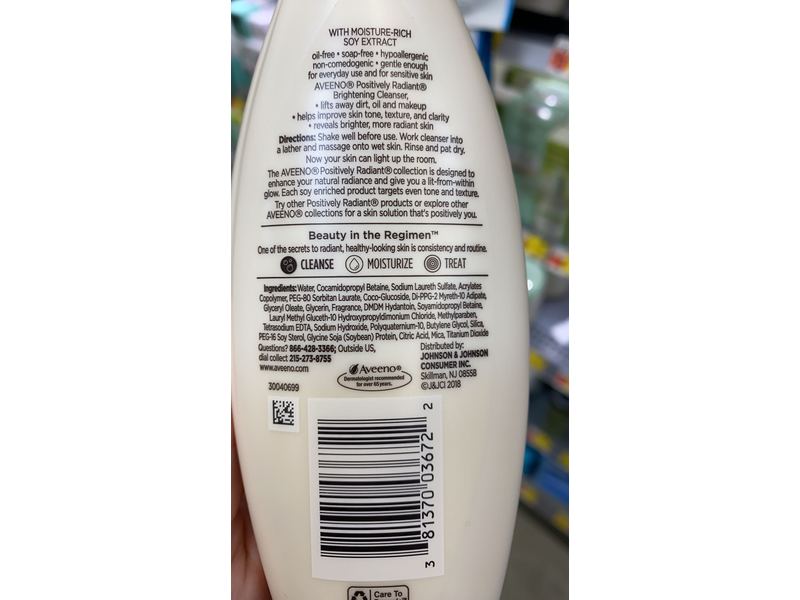 WITH MOISTURE-RICH
SOY EXTRACT
oil-free • soap-free • hypoallergenic
non-comedogenic • gentle enough
for everyday use and for sensitive skin
AVEENO® Positively Radiant®
Brightening Cleanser,
• lifts away dirt, oil and makeup
• helps improve skin tone, texture, and clarity
• reveals brighter, more radiant skin
Directions: Shake well before use. Work cleanser into
a lather and massage onto wet skin. Rinse and pat dry.
Now your skin can light up the room.
The AVEENO® Positively Radiant® collection is designed to
enhance your natural radiance and give you a lit-from-within
glow. Each soy enriched product targets even tone and texture.
Try other Positively Radiant® products or explore other
AVEENO® collections for a skin solution that's positively you.
Beauty in the Regimen™
One of the secrets to radiant, healthy-looking skin is consistency and routine.
CLEANSE MOISTURIZE TREAT
Ingredients: Water, Cocamidopropyl Betaine, Sodium Laureth Sulfate, Acrylates
Copolymer, PEG-80 Sorbitan Laurate, Coco-Glucoside, Di-PPG-2 Myreth-10 Adipate,
Glyceryl Oleate, Glycerin, Fragrance, DMDM Hydantoin, Soyamidopropyl Betaine,
Lauryl Methyl Gluceth-10 Hydroxypropyldimonium Chloride, Methylparaben,
Tetrasodium EDTA, Sodium Hydroxide, Polyquaternium-10, Butylene Glycol, Silica,
PEG-16 Soy Sterol, Glycine Soja (Soybean) Protein, Citric Acid, Mica, Titanium Dioxide
Questions? 866-428-3366; Outside US,
dial collect 215-273-8755
www.aveeno.com
Distributed by:
JOHNSON & JOHNSON
CONSUMER INC.
Skillman, NJ 08558
©J&JCI 2018
Aveeno®
Dermatologist recommended
for over 65 years.
30040699
3 81370 03672 2
Care To